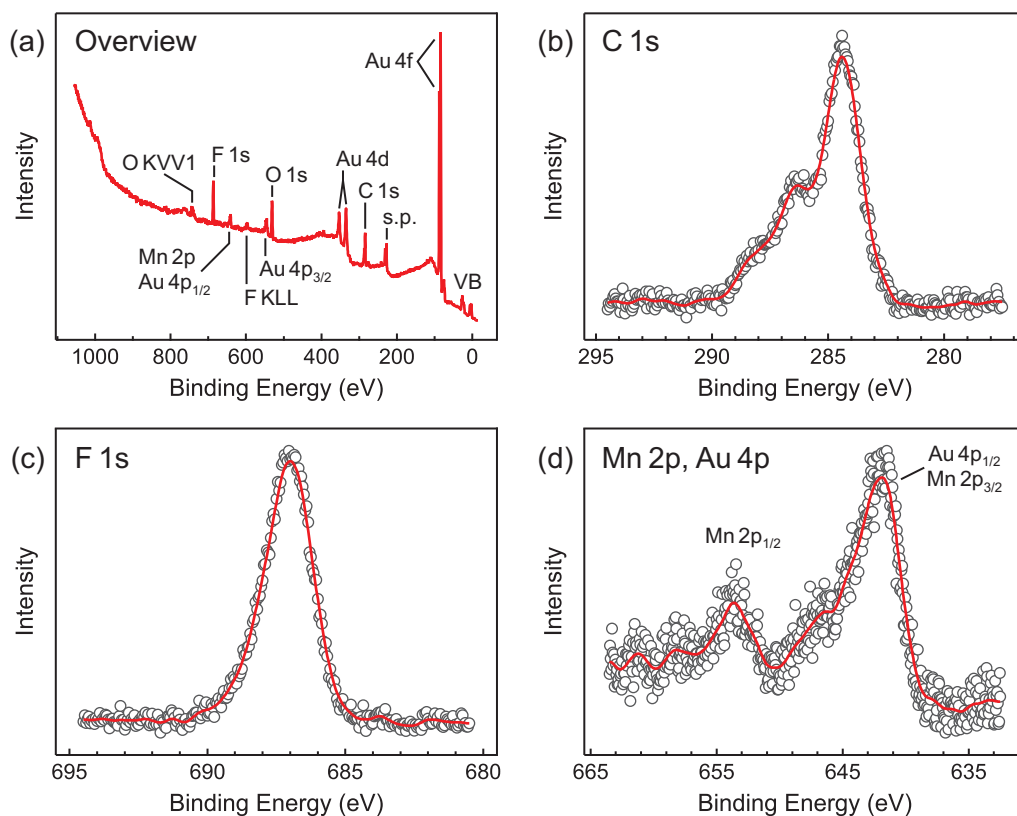 (a) Overview
Au 4f
O KVV1
F 1s
O 1s
Au 4d
C 1s
s.p.
VB
Mn 2p
Au 4p1/2
F KLL
Au 4p3/2
Intensity
1000 800 600 400 200 0
Binding Energy (eV)
(b) C 1s
Intensity
295 290 285 280
Binding Energy (eV)
(c) F 1s
Intensity
695 690 685 680
Binding Energy (eV)
(d) Mn 2p, Au 4p
Au 4p1/2
Mn 2p3/2
Mn 2p1/2
Intensity
665 655 645 635
Binding Energy (eV)